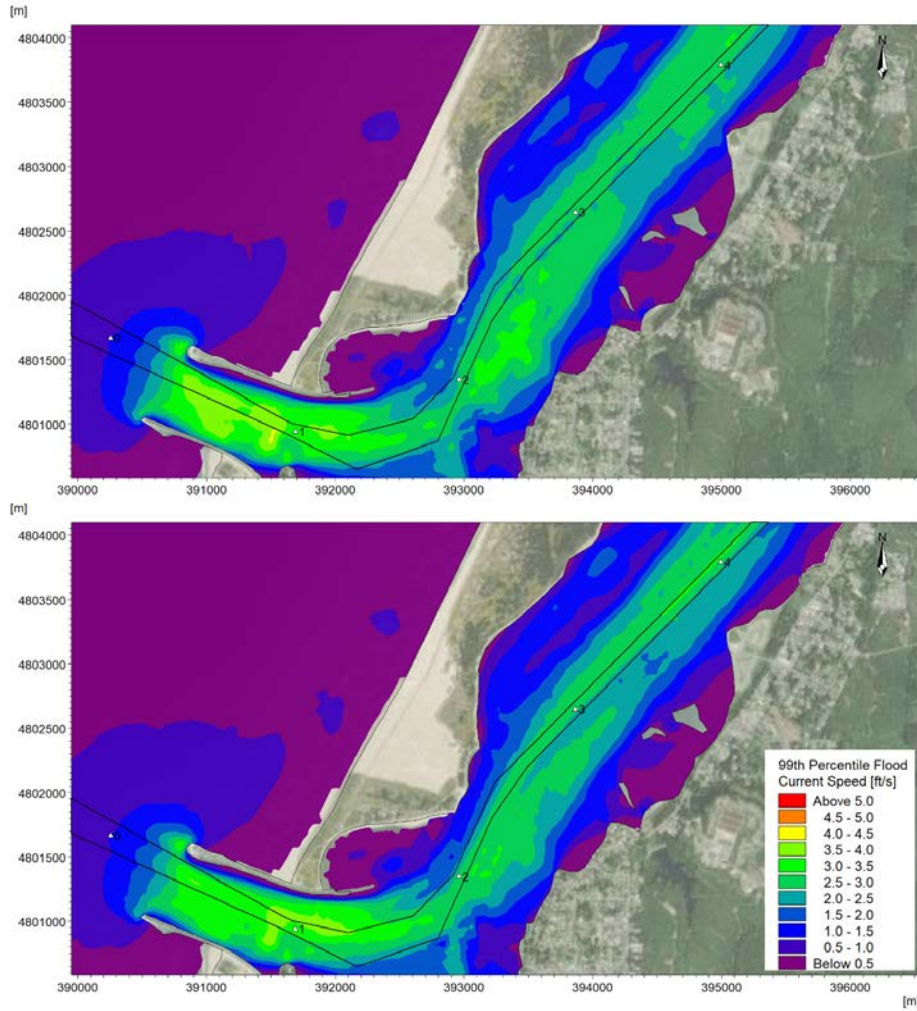 [m]
4804000
4803500
4803000
4802500
4802000
4801500
4801000
N
0
1
2
3
4
390000 391000 392000 393000 394000 395000 396000
[m]
4804000
4803500
4803000
4802500
4802000
4801500
4801000
N
0
1
2
3
4
99th Percentile Flood
Current Speed [ft/s]
Above 5.0
4.5 - 5.0
4.0 - 4.5
3.5 - 4.0
3.0 - 3.5
2.5 - 3.0
2.0 - 2.5
1.5 - 2.0
1.0 - 1.5
0.5 - 1.0
Below 0.5
390000 391000 392000 393000 394000 395000 396000